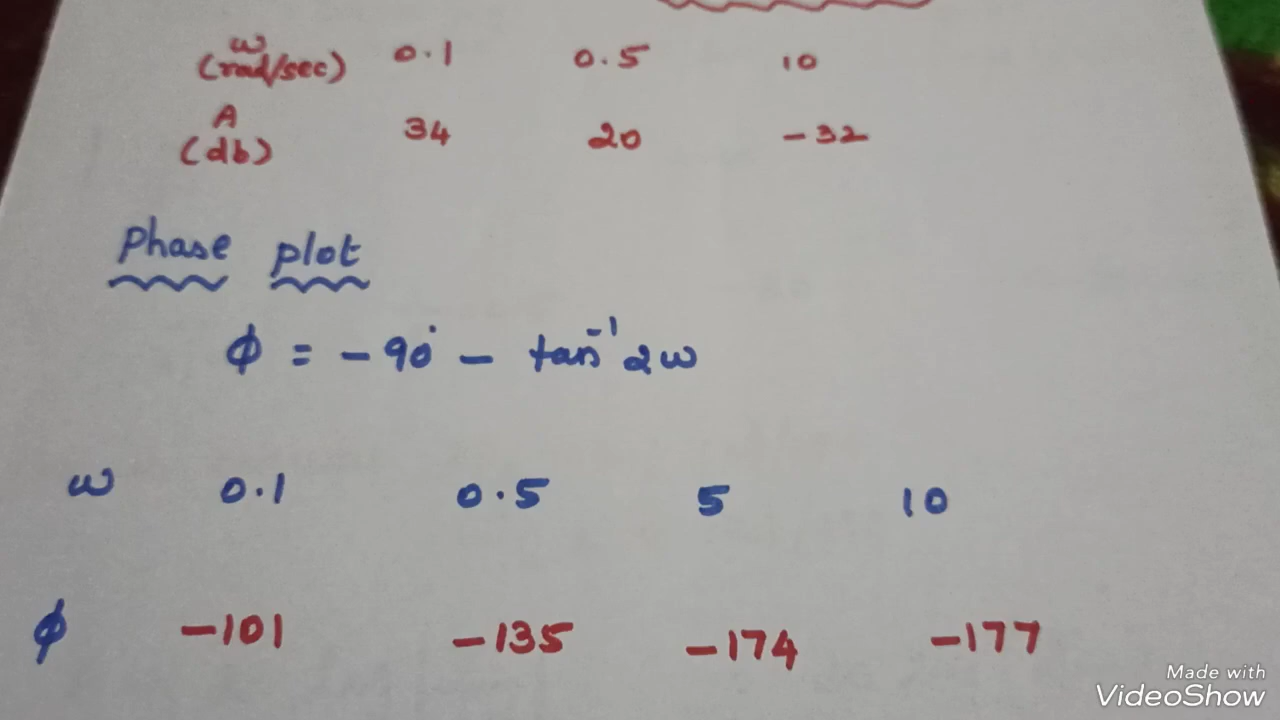 ω
(rad/sec) 0.1 0.5 10
A
(db) 34 20 -32
Phase plot
ϕ = -90° - tan⁻¹ 2ω
ω 0.1 0.5 5 10
ϕ -101 -135 -174 -177
Made with
VideoShow